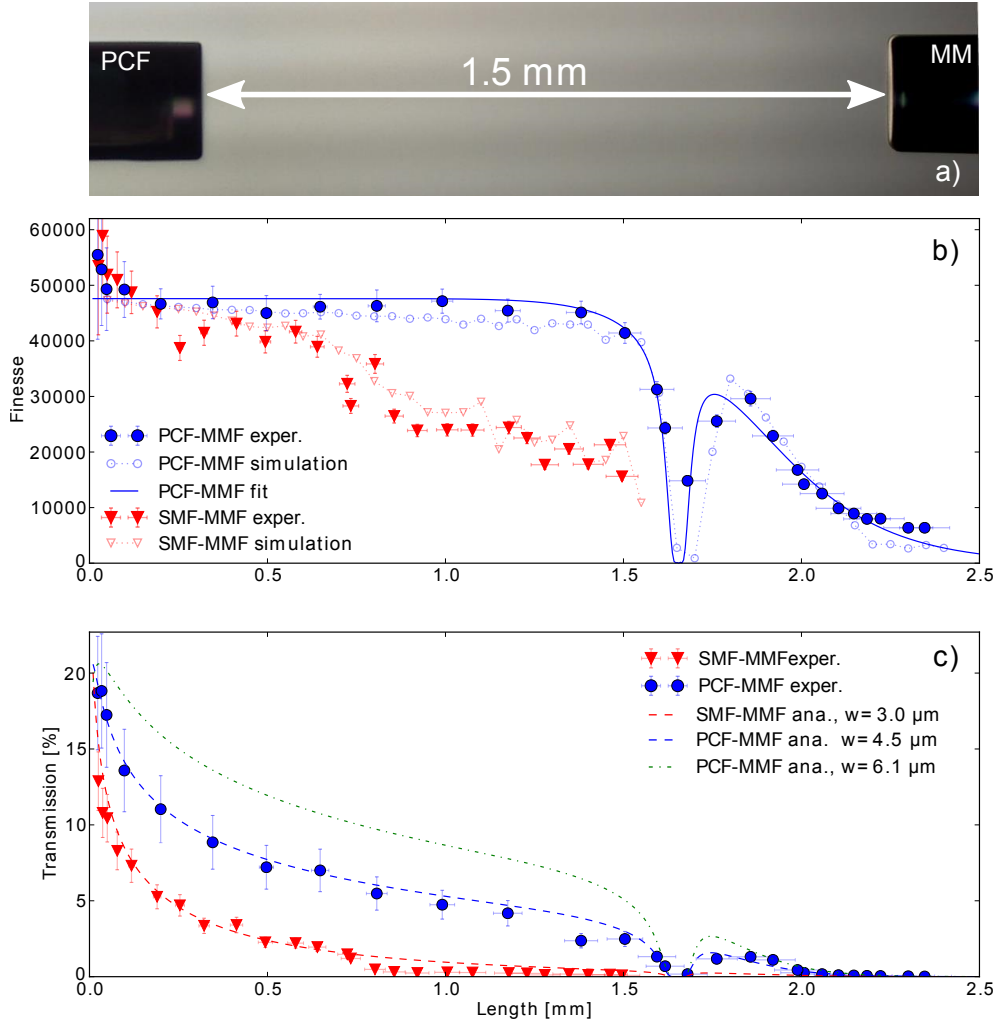 PCF
MM
1.5 mm
a)
60000
b)
50000
40000
Finesse
30000
20000
10000
0
PCF-MMF exper.
PCF-MMF simulation
PCF-MMF fit
SMF-MMF exper.
SMF-MMF simulation
0.0 0.5 1.0 1.5 2.0 2.5
c)
20
15
10
5
0
Transmission [%]
SMF-MMFexper.
PCF-MMF exper.
SMF-MMF ana., w= 3.0 μm
PCF-MMF ana. w= 4.5 μm
PCF-MMF ana., w= 6.1 μm
0.0 0.5 1.0 1.5 2.0 2.5
Length [mm]